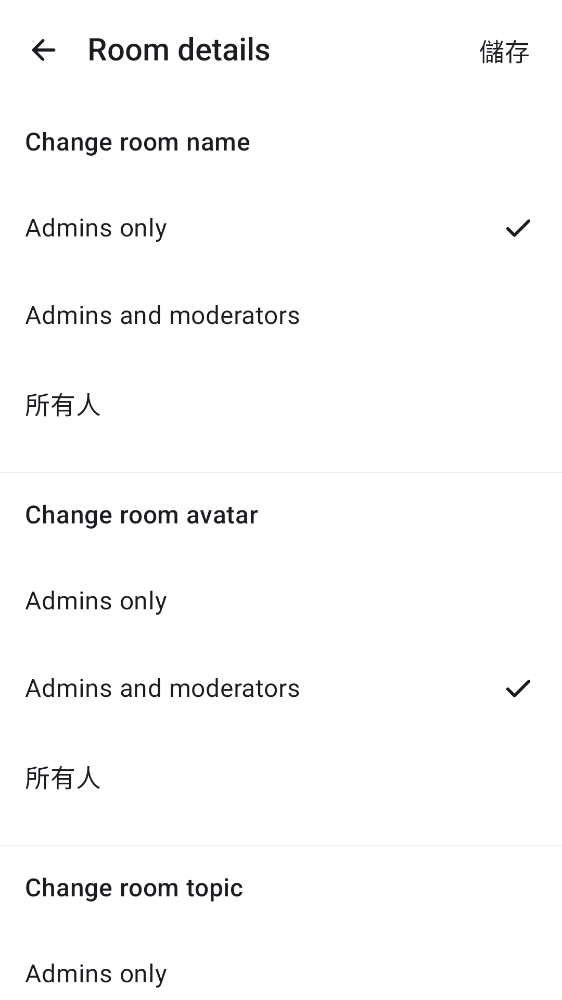 Room details
儲存
Change room name
Admins only
Admins and moderators
所有人
Change room avatar
Admins only
Admins and moderators
所有人
Change room topic
Admins only